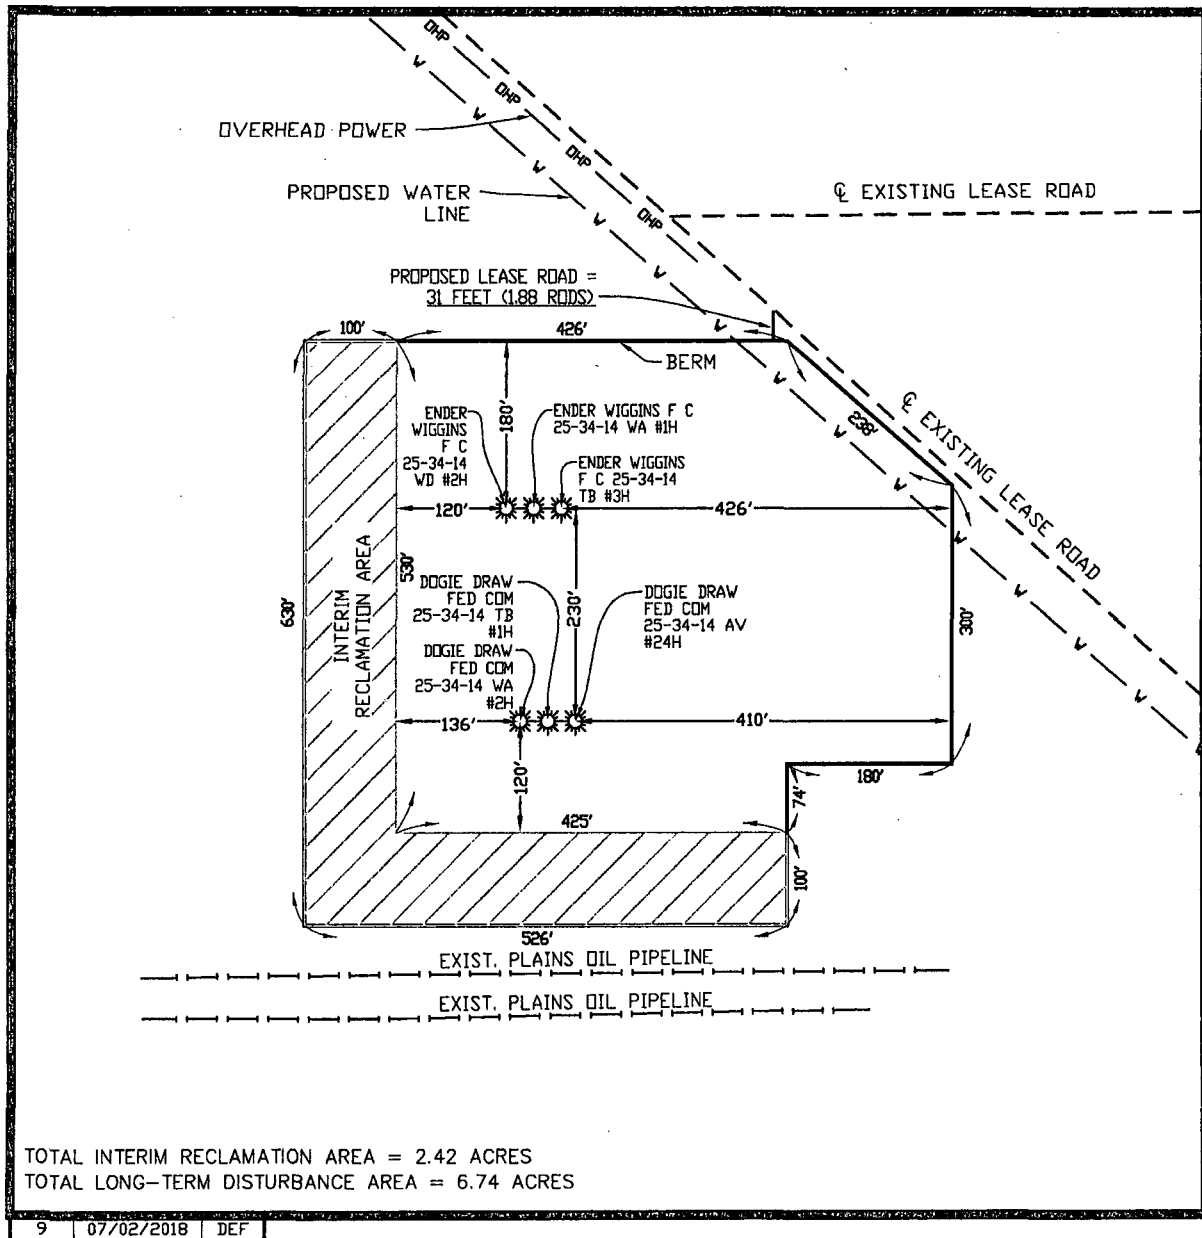 OHP
W
OHP
OVERHEAD POWER
W
OHP
W
PROPOSED WATER
LINE
℄ EXISTING LEASE ROAD
W
OHP
W
PROPOSED LEASE ROAD =
31 FEET (1.88 RODS)
100'
426'
W
BERM
W
ENDER
WIGGINS
F C
25-34-14
WD #2H
180'
ENDER WIGGINS F C
25-34-14 WA #1H
ENDER WIGGINS
F C 25-34-14
TB #3H
238'
W
℄ EXISTING LEASE ROAD
W
120'
426'
W
530'
630'
INTERIM
RECLAMATION AREA
DOGIE DRAW
FED COM
25-34-14 TB
#1H
230'
DOGIE DRAW
FED COM
25-34-14 AV
#24H
W
300'
DOGIE DRAW
FED COM
25-34-14 WA
#2H
W
W
136'
410'
W
120'
180'
74'
425'
100'
526'
EXIST. PLAINS OIL PIPELINE
EXIST. PLAINS OIL PIPELINE
TOTAL INTERIM RECLAMATION AREA = 2.42 ACRES
TOTAL LONG-TERM DISTURBANCE AREA = 6.74 ACRES
9 07/02/2018 DEF